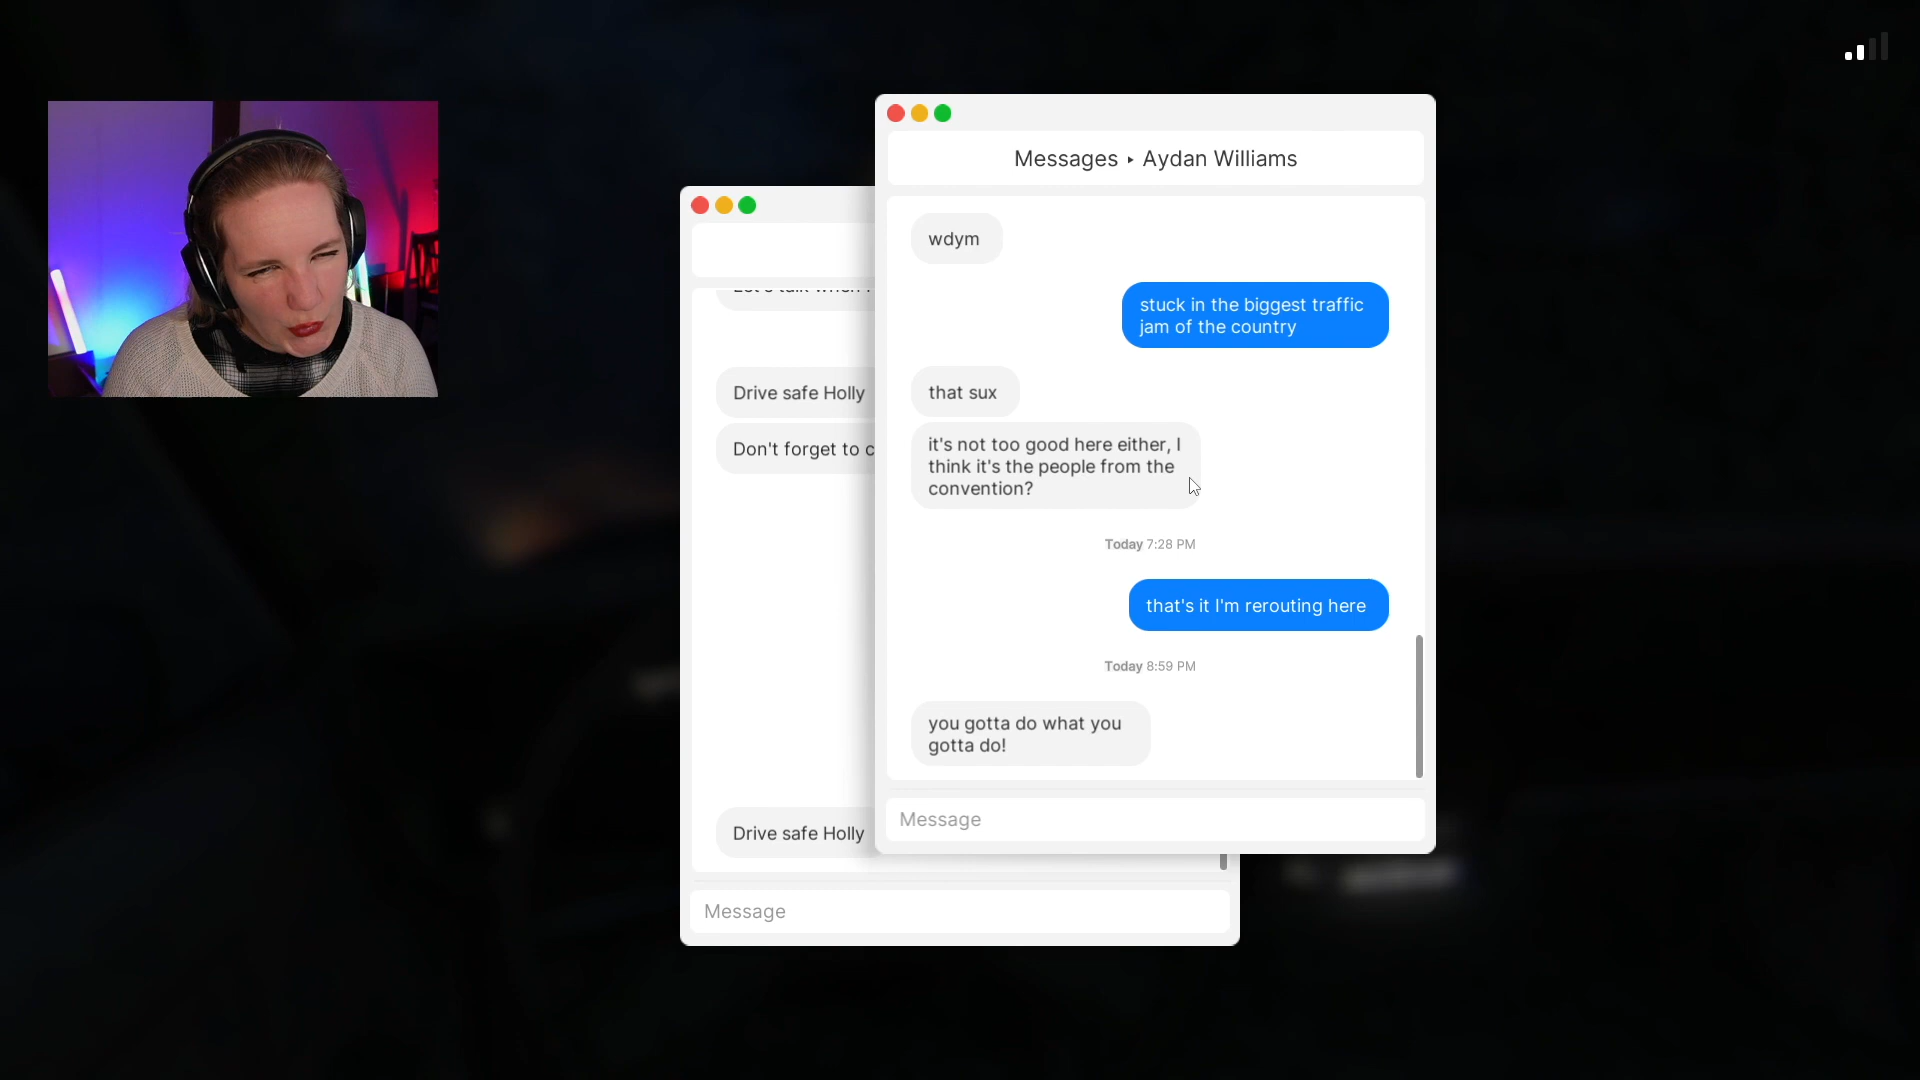 Messages ▸ Aydan Williams
wdym
stuck in the biggest traffic
jam of the country
that sux
it's not too good here either, I
think it's the people from the
convention?
Today 7:28 PM
that's it I'm rerouting here
Today 8:59 PM
you gotta do what you
gotta do!
Message
Drive safe Holly
Don't forget to
Drive safe Holly
Message